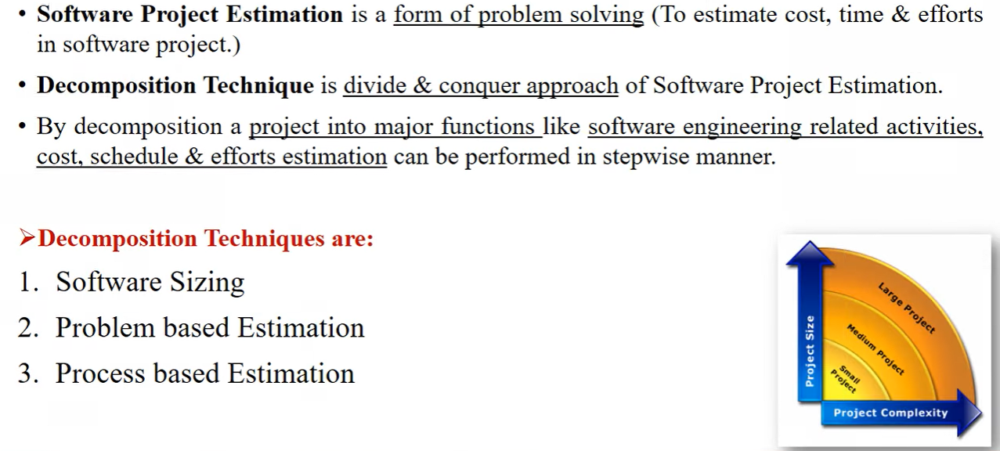 • Software Project Estimation is a form of problem solving (To estimate cost, time & efforts
in software project.)
• Decomposition Technique is divide & conquer approach of Software Project Estimation.
• By decomposition a project into major functions like software engineering related activities,
cost, schedule & efforts estimation can be performed in stepwise manner.
➢Decomposition Techniques are:
1. Software Sizing
2. Problem based Estimation
3. Process based Estimation
Project Size
Large Project
Medium Project
Small
Project
Project Complexity